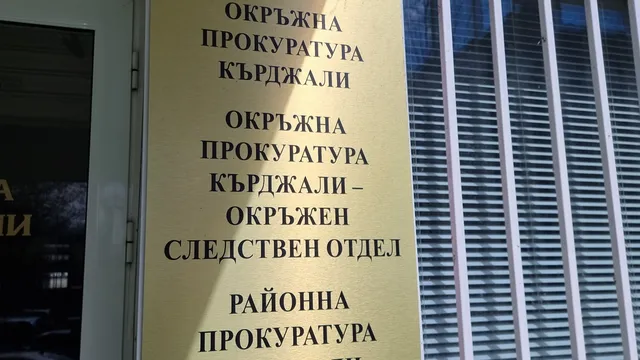 ОКРЪЖНА
ПРОКУРАТУРА
КЪРДЖАЛИ
ОКРЪЖНА
ПРОКУРАТУРА
КЪРДЖАЛИ –
ОКРЪЖЕН
СЛЕДСТВЕН ОТДЕЛ
РАЙОННА
ПРОКУРАТУРА